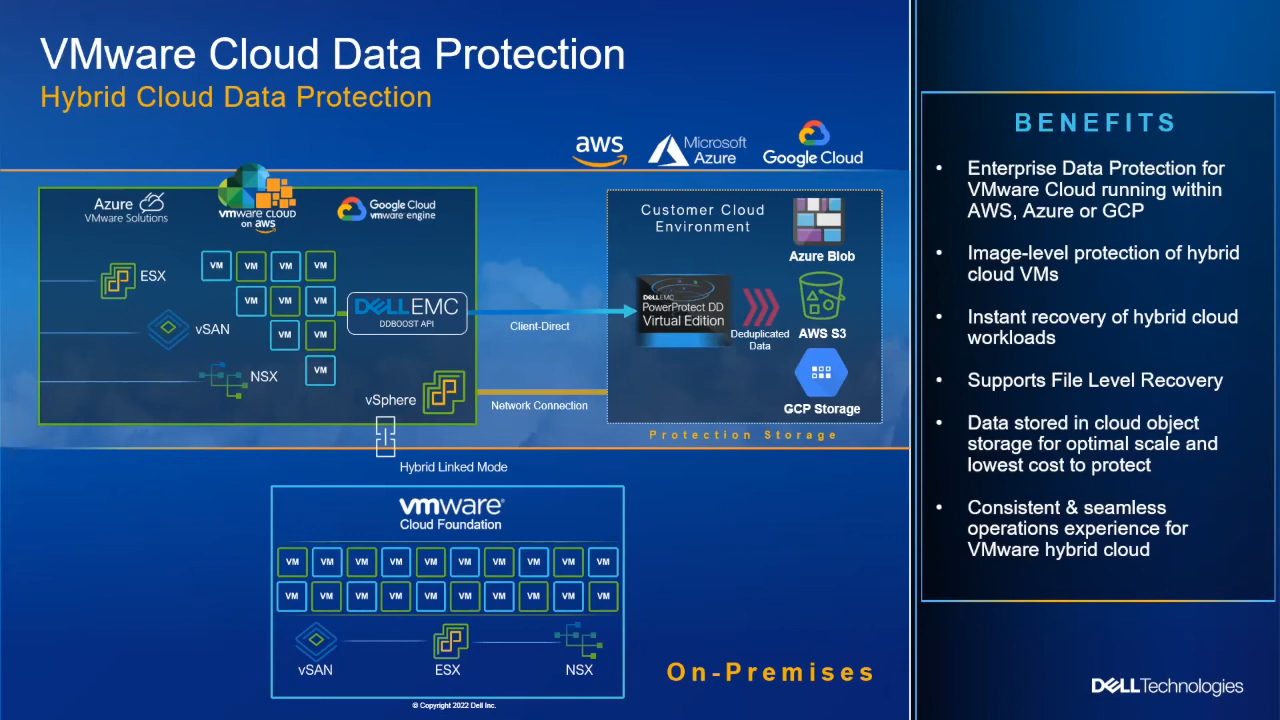 VMware Cloud Data Protection
Hybrid Cloud Data Protection
aws
Microsoft
Azure
Google Cloud
Azure
VMware Solutions
vmware cloud
on aws
Google Cloud
vmware engine
VM VM VM VM
ESX
VM VM VM
vSAN
VM VM
NSX
VM
DELLEMC
DDBOOST API
vSphere
Client-Direct
Network Connection
Customer Cloud
Environment
Azure Blob
DELLEMC
PowerProtect DD
Virtual Edition
Deduplicated
Data
AWS S3
GCP Storage
Protection Storage
Hybrid Linked Mode
vmware®
Cloud Foundation
VM VM VM VM VM VM VM VM VM VM
VM VM VM VM VM VM VM VM VM VM
vSAN
ESX
NSX
On-Premises
© Copyright 2022 Dell Inc.
BENEFITS
• Enterprise Data Protection for
VMware Cloud running within
AWS, Azure or GCP
• Image-level protection of hybrid
cloud VMs
• Instant recovery of hybrid cloud
workloads
• Supports File Level Recovery
• Data stored in cloud object
storage for optimal scale and
lowest cost to protect
• Consistent & seamless
operations experience for
VMware hybrid cloud
DELLTechnologies